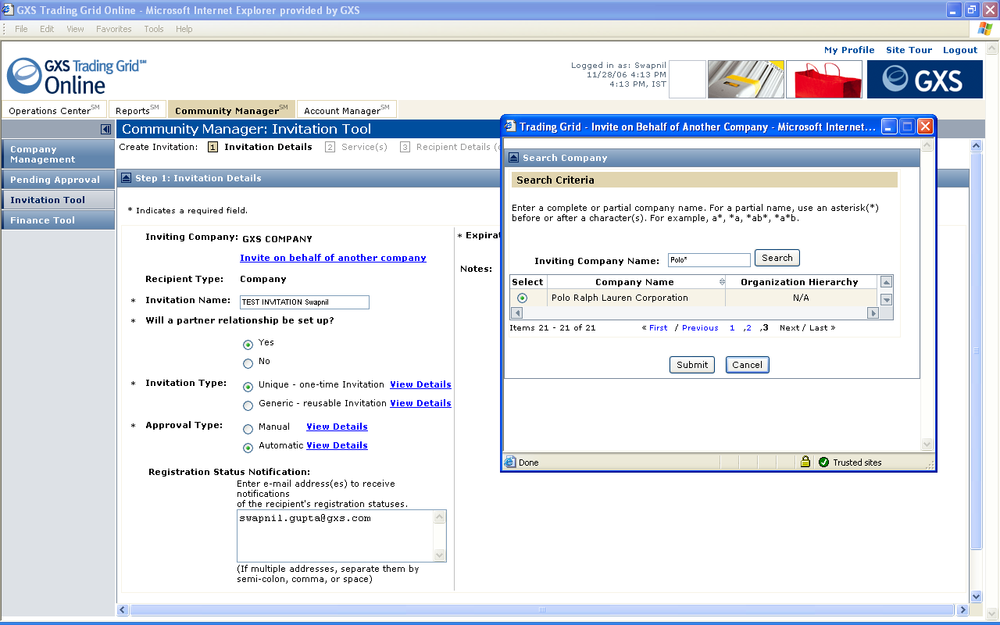 GXS Trading Grid Online - Microsoft Internet Explorer provided by GXS
File Edit View Favorites Tools Help
My Profile Site Tour Logout
GXS Trading Grid℠
Online
Logged in as: Swapnil
11/28/06 4:13 PM
4:13 PM, IST
GXS
Operations Center℠ Reports℠ Community Manager℠ Account Manager℠
Community Manager: Invitation Tool
Create Invitation: 1 Invitation Details 2 Service(s) 3 Recipient Details (
Company
Management
Pending Approval
Invitation Tool
Finance Tool
Step 1: Invitation Details
* Indicates a required field.
Inviting Company: GXS COMPANY
Invite on behalf of another company
Recipient Type: Company
* Invitation Name: TEST INVITATION Swapnil
* Will a partner relationship be set up?
Yes
No
* Invitation Type: Unique - one-time Invitation View Details
Generic - reusable Invitation View Details
* Approval Type: Manual View Details
Automatic View Details
Registration Status Notification:
Enter e-mail address(es) to receive
notifications
of the recipient's registration statuses.
swapnil.gupta@gxs.com
(If multiple addresses, separate them by
semi-colon, comma, or space)
* Expirat
Notes:
Trading Grid - Invite on Behalf of Another Company - Microsoft Internet...
Search Company
Search Criteria
Enter a complete or partial company name. For a partial name, use an asterisk(*)
before or after a character(s). For example, a*, *a, *ab*, *a*b.
Inviting Company Name: Polo* Search
Select Company Name Organization Hierarchy
Polo Ralph Lauren Corporation N/A
Items 21 - 21 of 21 « First / Previous 1 ,2 ,3 Next / Last »
Submit Cancel
Done Trusted sites